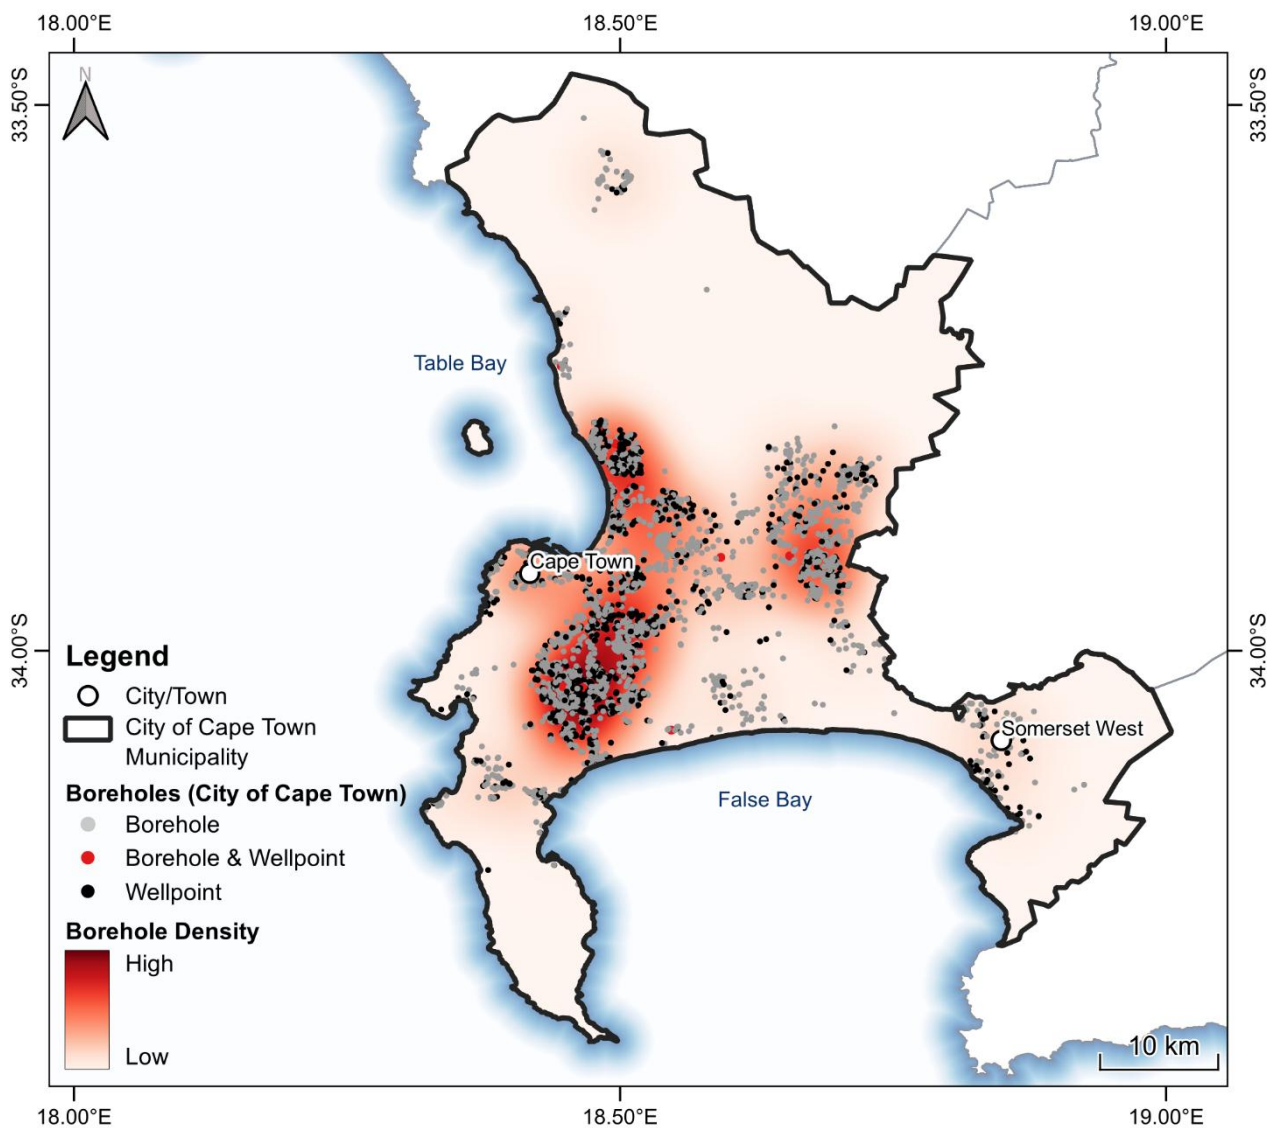 18.00°E
18.50°E
19.00°E
N
33.50°S
33.50°S
Table Bay
Cape Town
34.00°S
34.00°S
Legend
City/Town
City of Cape Town
Municipality
Boreholes (City of Cape Town)
Borehole
Borehole & Wellpoint
Wellpoint
Borehole Density
High
Low
Somerset West
False Bay
10 km
18.00°E
18.50°E
19.00°E